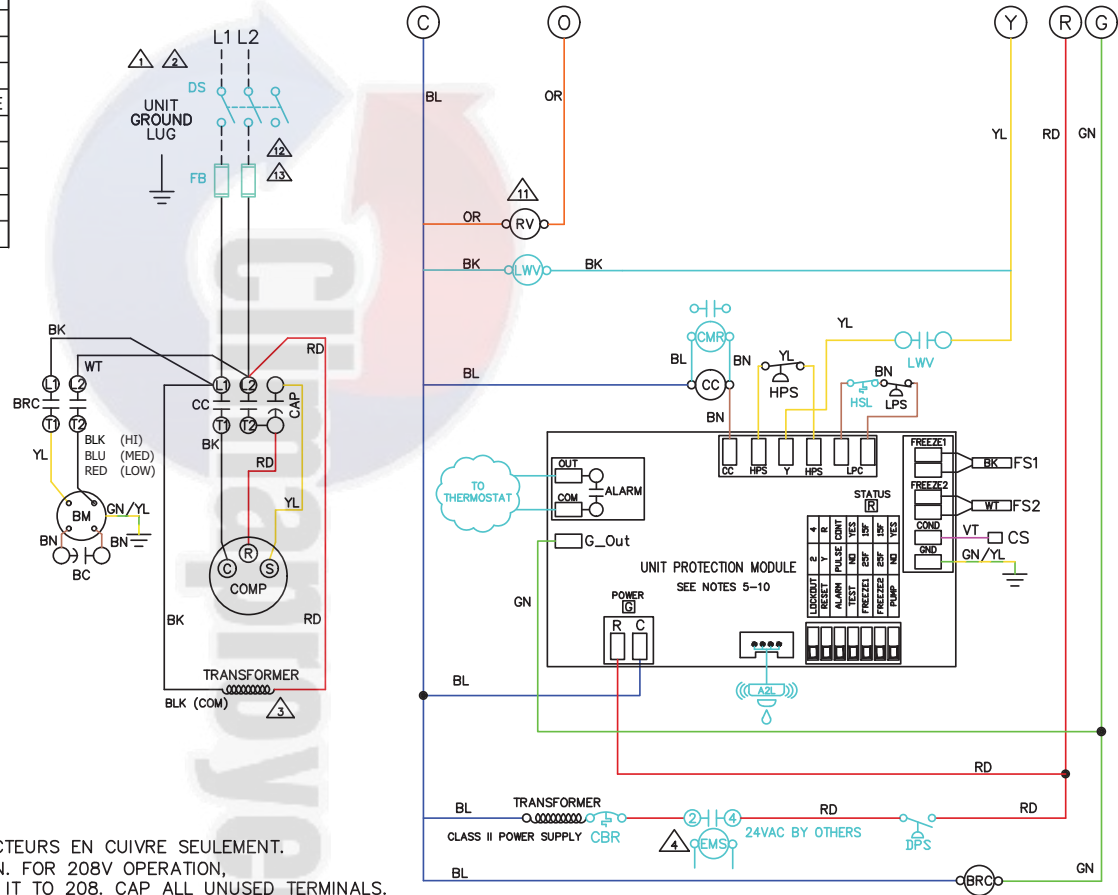 C O Y R G
L1 L2
1 2
DS
UNIT
GROUND
LUG
12
13
FB
BL
OR
YL
RD
GN
11
OR
RV
BK
LWV
BK
E
BK
WT
RD
L1 L2
L1 L2
BRC
CC
CAP
T1 T2
T1 T2
BK
BLK (HI)
BLU (MED)
RED (LOW)
YL
RD
YL
BM
GN/YL
BN
BN
BC
R
C
S
COMP
BK
RD
TRANSFORMER
BLK (COM)
3
CMR
BL
BN
BL
CC
BN
YL
HPS
YL
LWV
BN
HSL
LPS
CC HPS Y HPS LPC
FREEZE1
BK
FS1
FREEZE2
WT
FS2
COND
VT
CS
GND
GN/YL
TO
THERMOSTAT
OUT
COM
ALARM
G_Out
STATUS
R
UNIT PROTECTION MODULE
SEE NOTES 5-10
LOCKOUT 2 4
RESET Y R
ALARM PULSE CONT
TEST NO YES
FREEZE1 25F 15F
FREEZE2 25F 15F
PUMP NO YES
POWER
G
R C
GN
A2L
BL
RD
BL
TRANSFORMER
CLASS II POWER SUPPLY
CBR
2 4
4
EMS
24VAC BY OTHERS
RD
DPS
RD
BL
BRC
Climaproye
CTEURS EN CUIVRE SEULEMENT.
N. FOR 208V OPERATION,
IT TO 208. CAP ALL UNUSED TERMINALS.